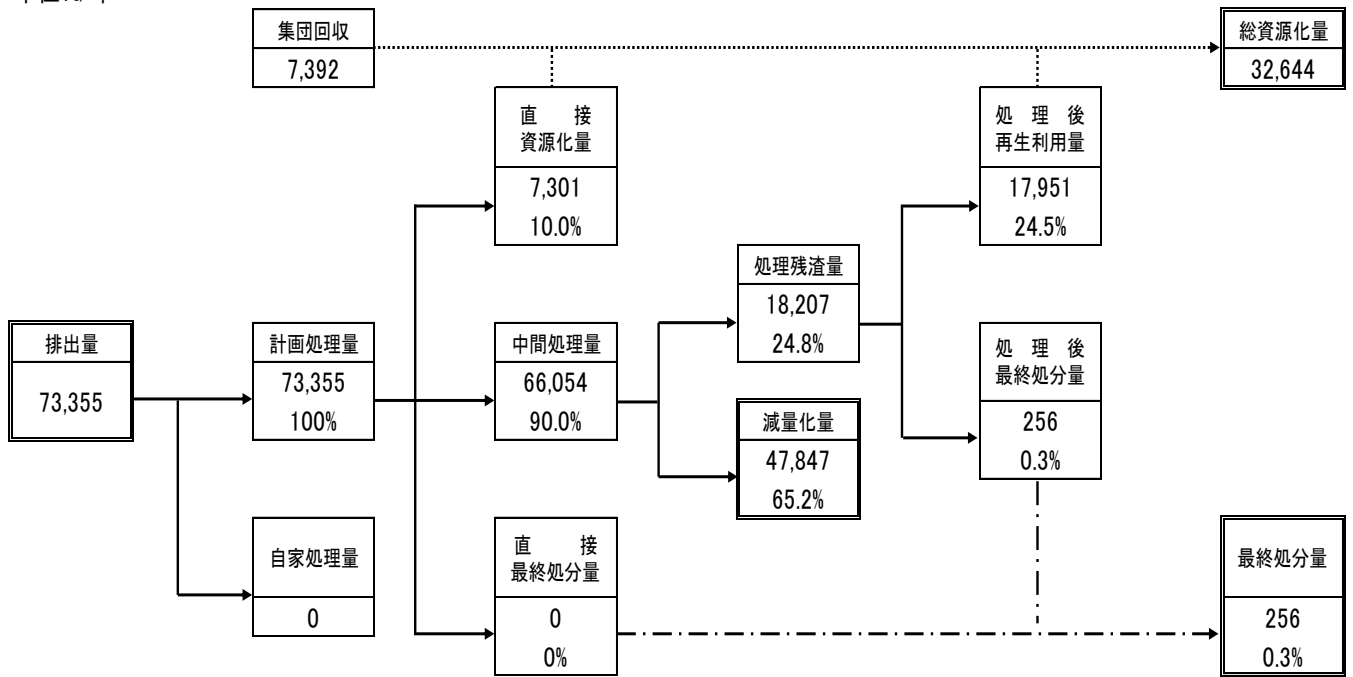 集団回収
7,392
総資源化量
32,644
直 接
資源化量
7,301
10.0%
処 理 後
再生利用量
17,951
24.5%
処理残渣量
18,207
24.8%
排出量
73,355
計画処理量
73,355
100%
中間処理量
66,054
90.0%
処 理 後
最終処分量
256
0.3%
減量化量
47,847
65.2%
自家処理量
0
直 接
最終処分量
0
0%
最終処分量
256
0.3%